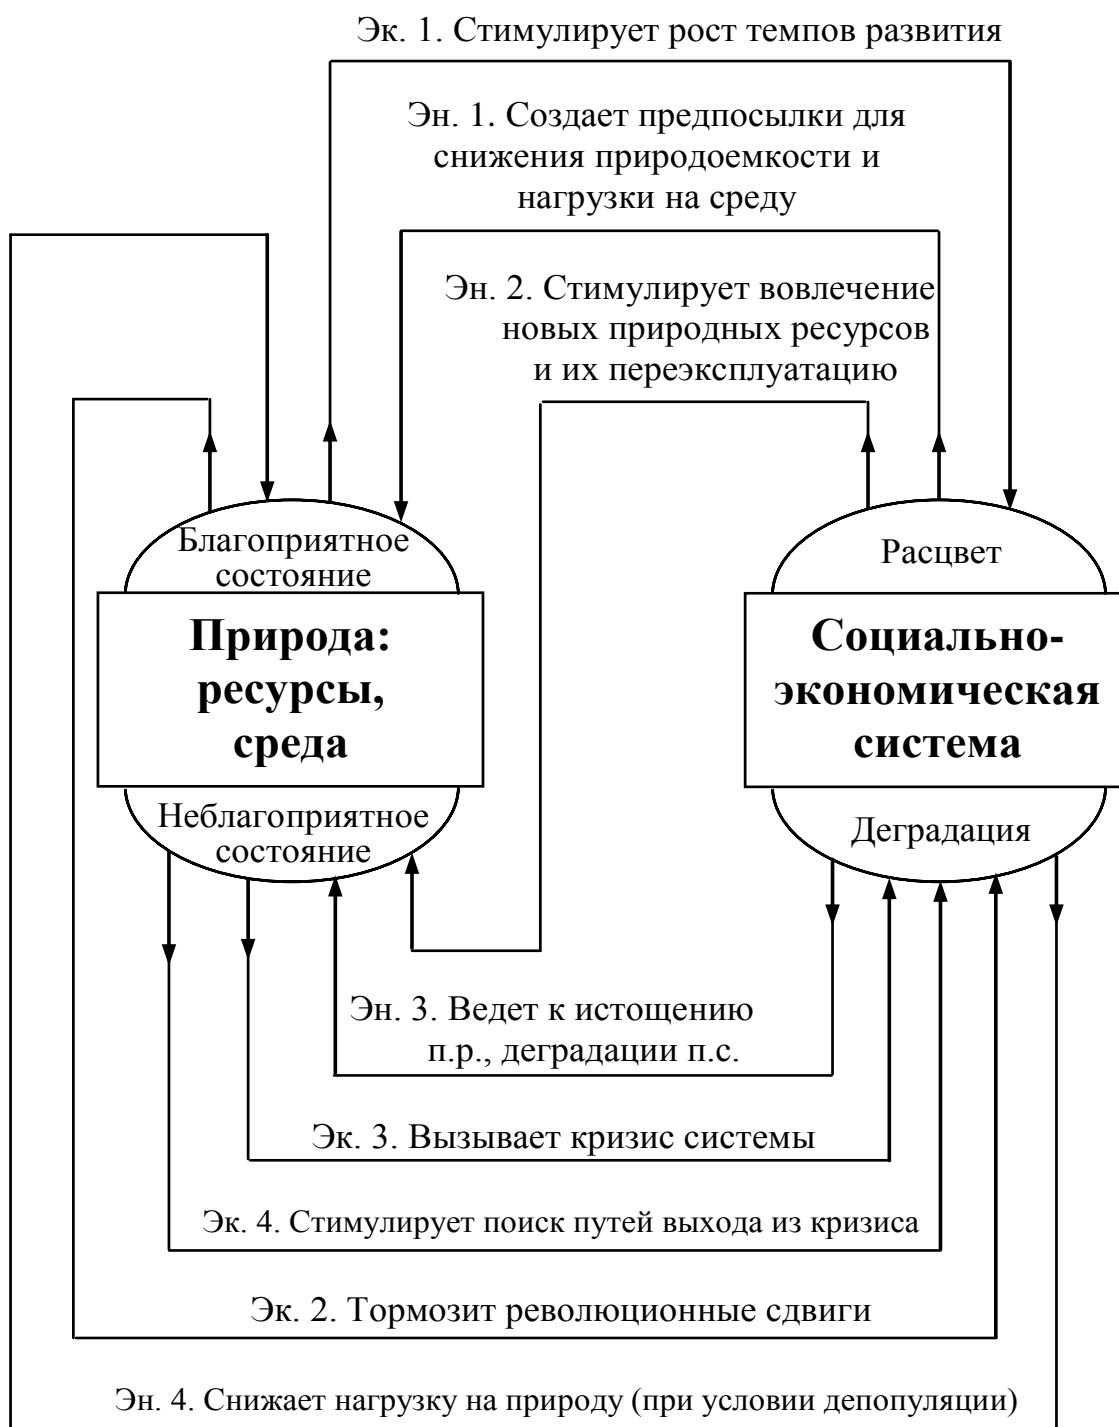 Эк. 1. Стимулирует рост темпов развития
Эн. 1. Создает предпосылки для
снижения природоемкости и
нагрузки на среду
Эн. 2. Стимулирует вовлечение
новых природных ресурсов
и их переэксплуатацию
Благоприятное
состояние
Природа:
ресурсы,
среда
Неблагоприятное
состояние
Расцвет
Социально-
экономическая
система
Деградация
Эн. 3. Ведет к истощению
п.р., деградации п.с.
Эк. 3. Вызывает кризис системы
Эк. 4. Стимулирует поиск путей выхода из кризиса
Эк. 2. Тормозит революционные сдвиги
Эн. 4. Снижает нагрузку на природу (при условии депопуляции)